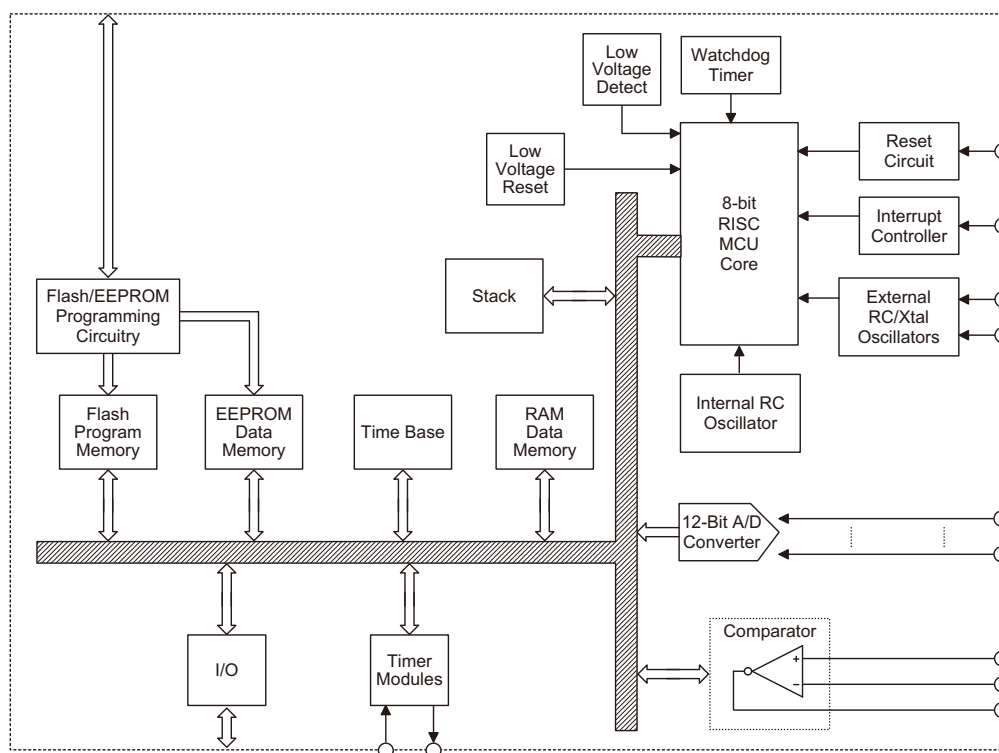 Low
Voltage
Detect
Watchdog
Timer
Low
Voltage
Reset
8-bit
RISC
MCU
Core
Reset
Circuit
Interrupt
Controller
External
RC/Xtal
Oscillators
Stack
Flash/EEPROM
Programming
Circuitry
Internal RC
Oscillator
Flash
Program
Memory
EEPROM
Data
Memory
Time Base
RAM
Data
Memory
12-Bit A/D
Converter
Comparator
+
−
I/O
Timer
Modules